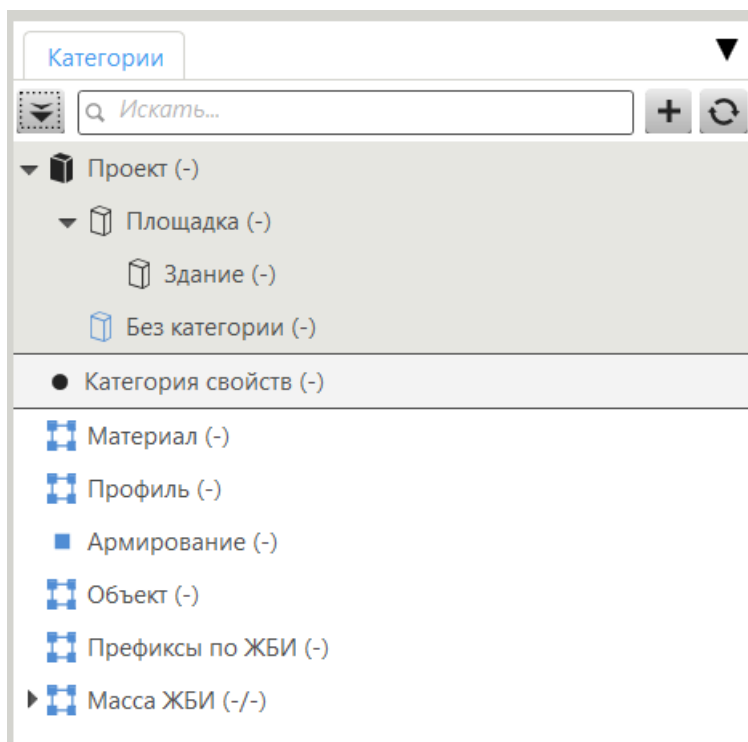 Категории
Искать...
Проект (-)
Площадка (-)
Здание (-)
Без категории (-)
Категория свойств (-)
Материал (-)
Профиль (-)
Армирование (-)
Объект (-)
Префиксы по ЖБИ (-)
Масса ЖБИ (-/-)